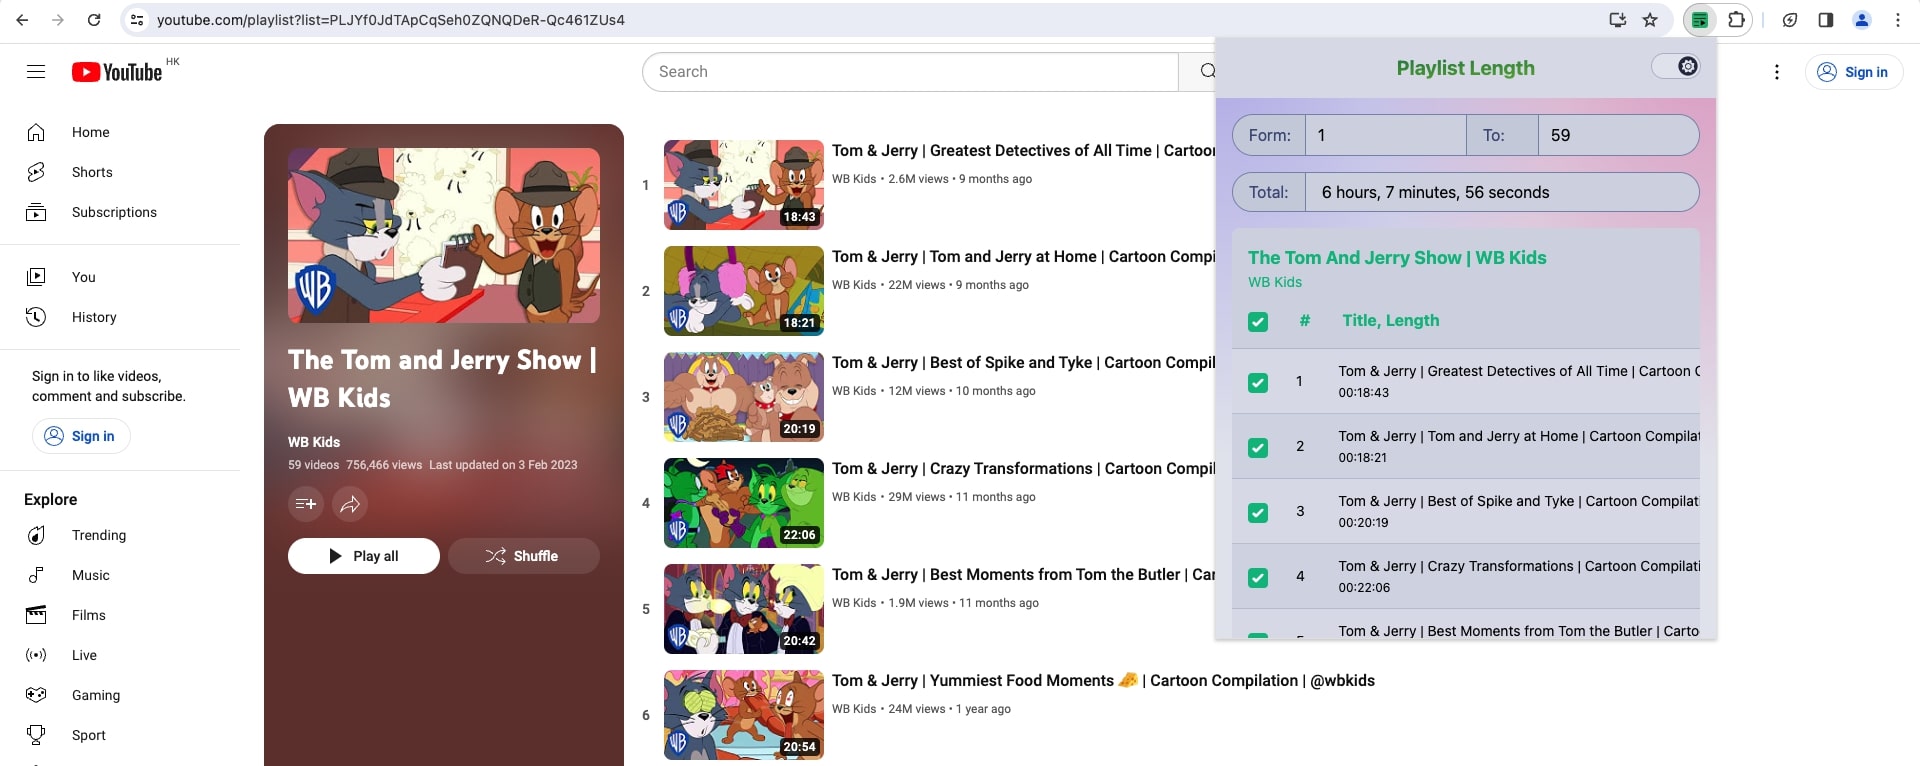 youtube.com/playlist?list=PLJYf0JdTApCqSeh0ZQNQDeR-Qc461ZUs4
YouTube HK
Search
Sign in
Home
Shorts
Subscriptions
You
History
Sign in to like videos,
comment and subscribe.
Sign in
Explore
Trending
Music
Films
Live
Gaming
Sport
WB
The Tom and Jerry Show |
WB Kids
WB Kids
59 videos 756,466 views Last updated on 3 Feb 2023
Play all
Shuffle
1
WB
18:43
Tom & Jerry | Greatest Detectives of All Time | Cartoo
WB Kids • 2.6M views • 9 months ago
2
WB
18:21
Tom & Jerry | Tom and Jerry at Home | Cartoon Compi
WB Kids • 22M views • 9 months ago
3
WB
20:19
Tom & Jerry | Best of Spike and Tyke | Cartoon Compil
WB Kids • 12M views • 10 months ago
4
WB
22:06
Tom & Jerry | Crazy Transformations | Cartoon Compil
WB Kids • 29M views • 11 months ago
5
WB
20:42
Tom & Jerry | Best Moments from Tom the Butler | Car
WB Kids • 1.9M views • 11 months ago
6
WB
20:54
Tom & Jerry | Yummiest Food Moments 🧀 | Cartoon Compilation | @wbkids
WB Kids • 24M views • 1 year ago
Playlist Length
Form: 1 To: 59
Total: 6 hours, 7 minutes, 56 seconds
The Tom And Jerry Show | WB Kids
WB Kids
# Title, Length
1 Tom & Jerry | Greatest Detectives of All Time | Cartoon C
00:18:43
2 Tom & Jerry | Tom and Jerry at Home | Cartoon Compilat
00:18:21
3 Tom & Jerry | Best of Spike and Tyke | Cartoon Compilati
00:20:19
4 Tom & Jerry | Crazy Transformations | Cartoon Compilati
00:22:06
Tom & Jerry | Best Moments from Tom the Butler | Carto